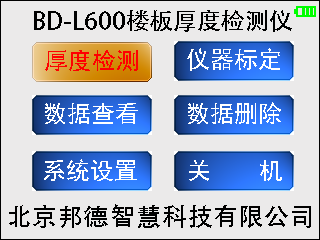 BD-L600楼板厚度检测仪
厚度检测 仪器标定
数据查看 数据删除
系统设置 关 机
北京邦德智慧科技有限公司